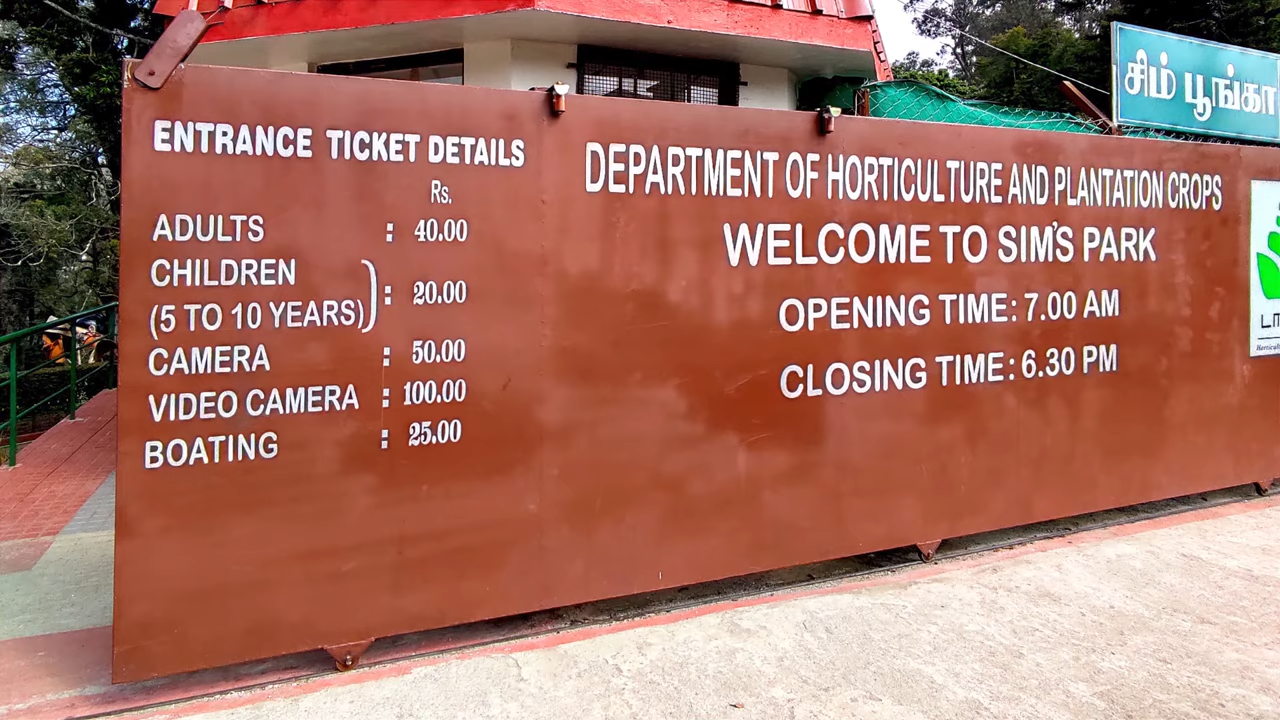 சிம் பூங்கா
ENTRANCE TICKET DETAILS
Rs.
ADULTS : 40.00
CHILDREN
(5 TO 10 YEARS) : 20.00
CAMERA : 50.00
VIDEO CAMERA : 100.00
BOATING : 25.00
DEPARTMENT OF HORTICULTURE AND PLANTATION CROPS
WELCOME TO SIM'S PARK
OPENING TIME: 7.00 AM
CLOSING TIME: 6.30 PM